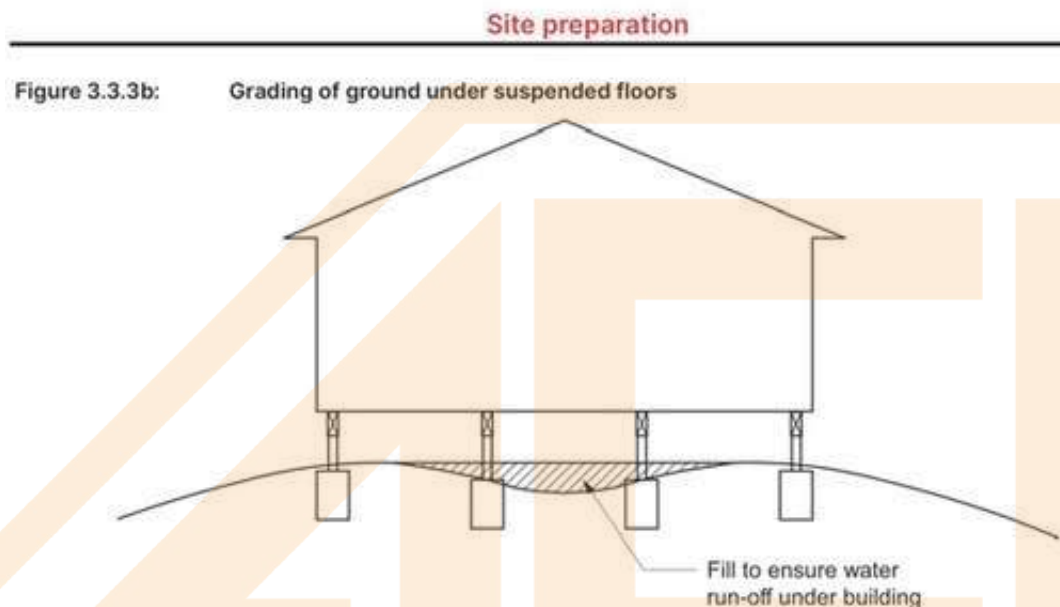 Site preparation
Figure 3.3.3b: Grading of ground under suspended floors
Fill to ensure water
run-off under building